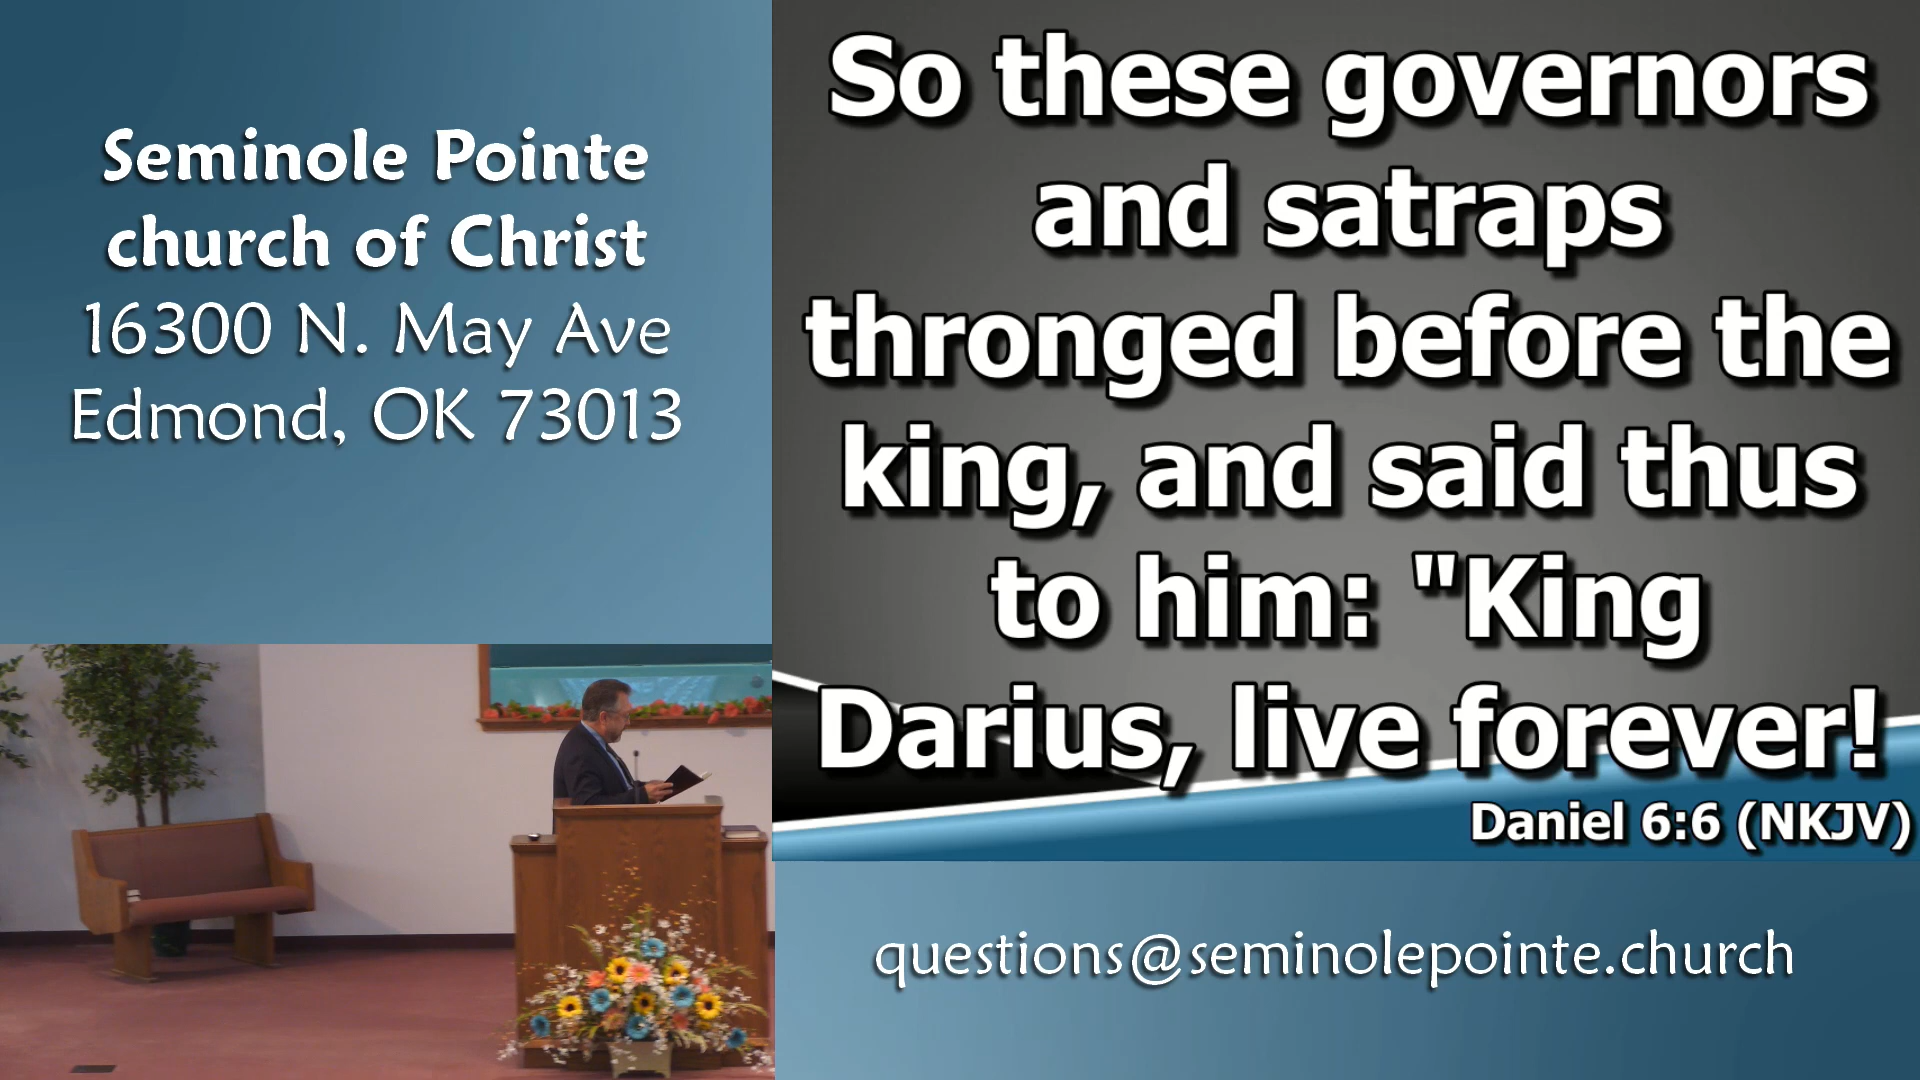 Seminole Pointe
church of Christ
16300 N. May Ave
Edmond, OK 73013
So these governors
and satraps
thronged before the
king, and said thus
to him: "King
Darius, live forever!
Daniel 6:6 (NKJV)
questions@seminolepointe.church